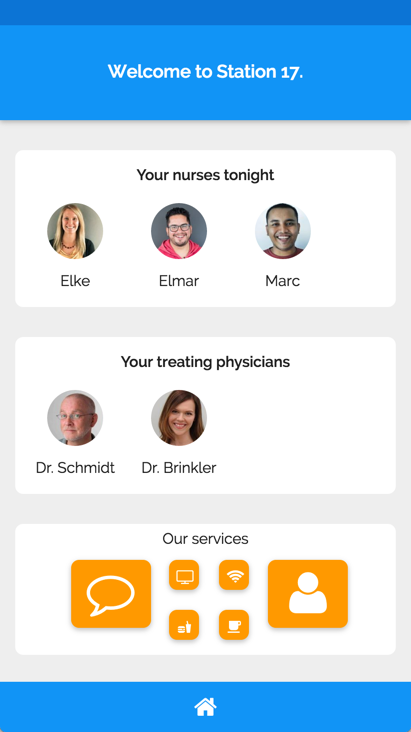 Welcome to Station 17.
Your nurses tonight
Elke Elmar Marc
Your treating physicians
Dr. Schmidt Dr. Brinkler
Our services